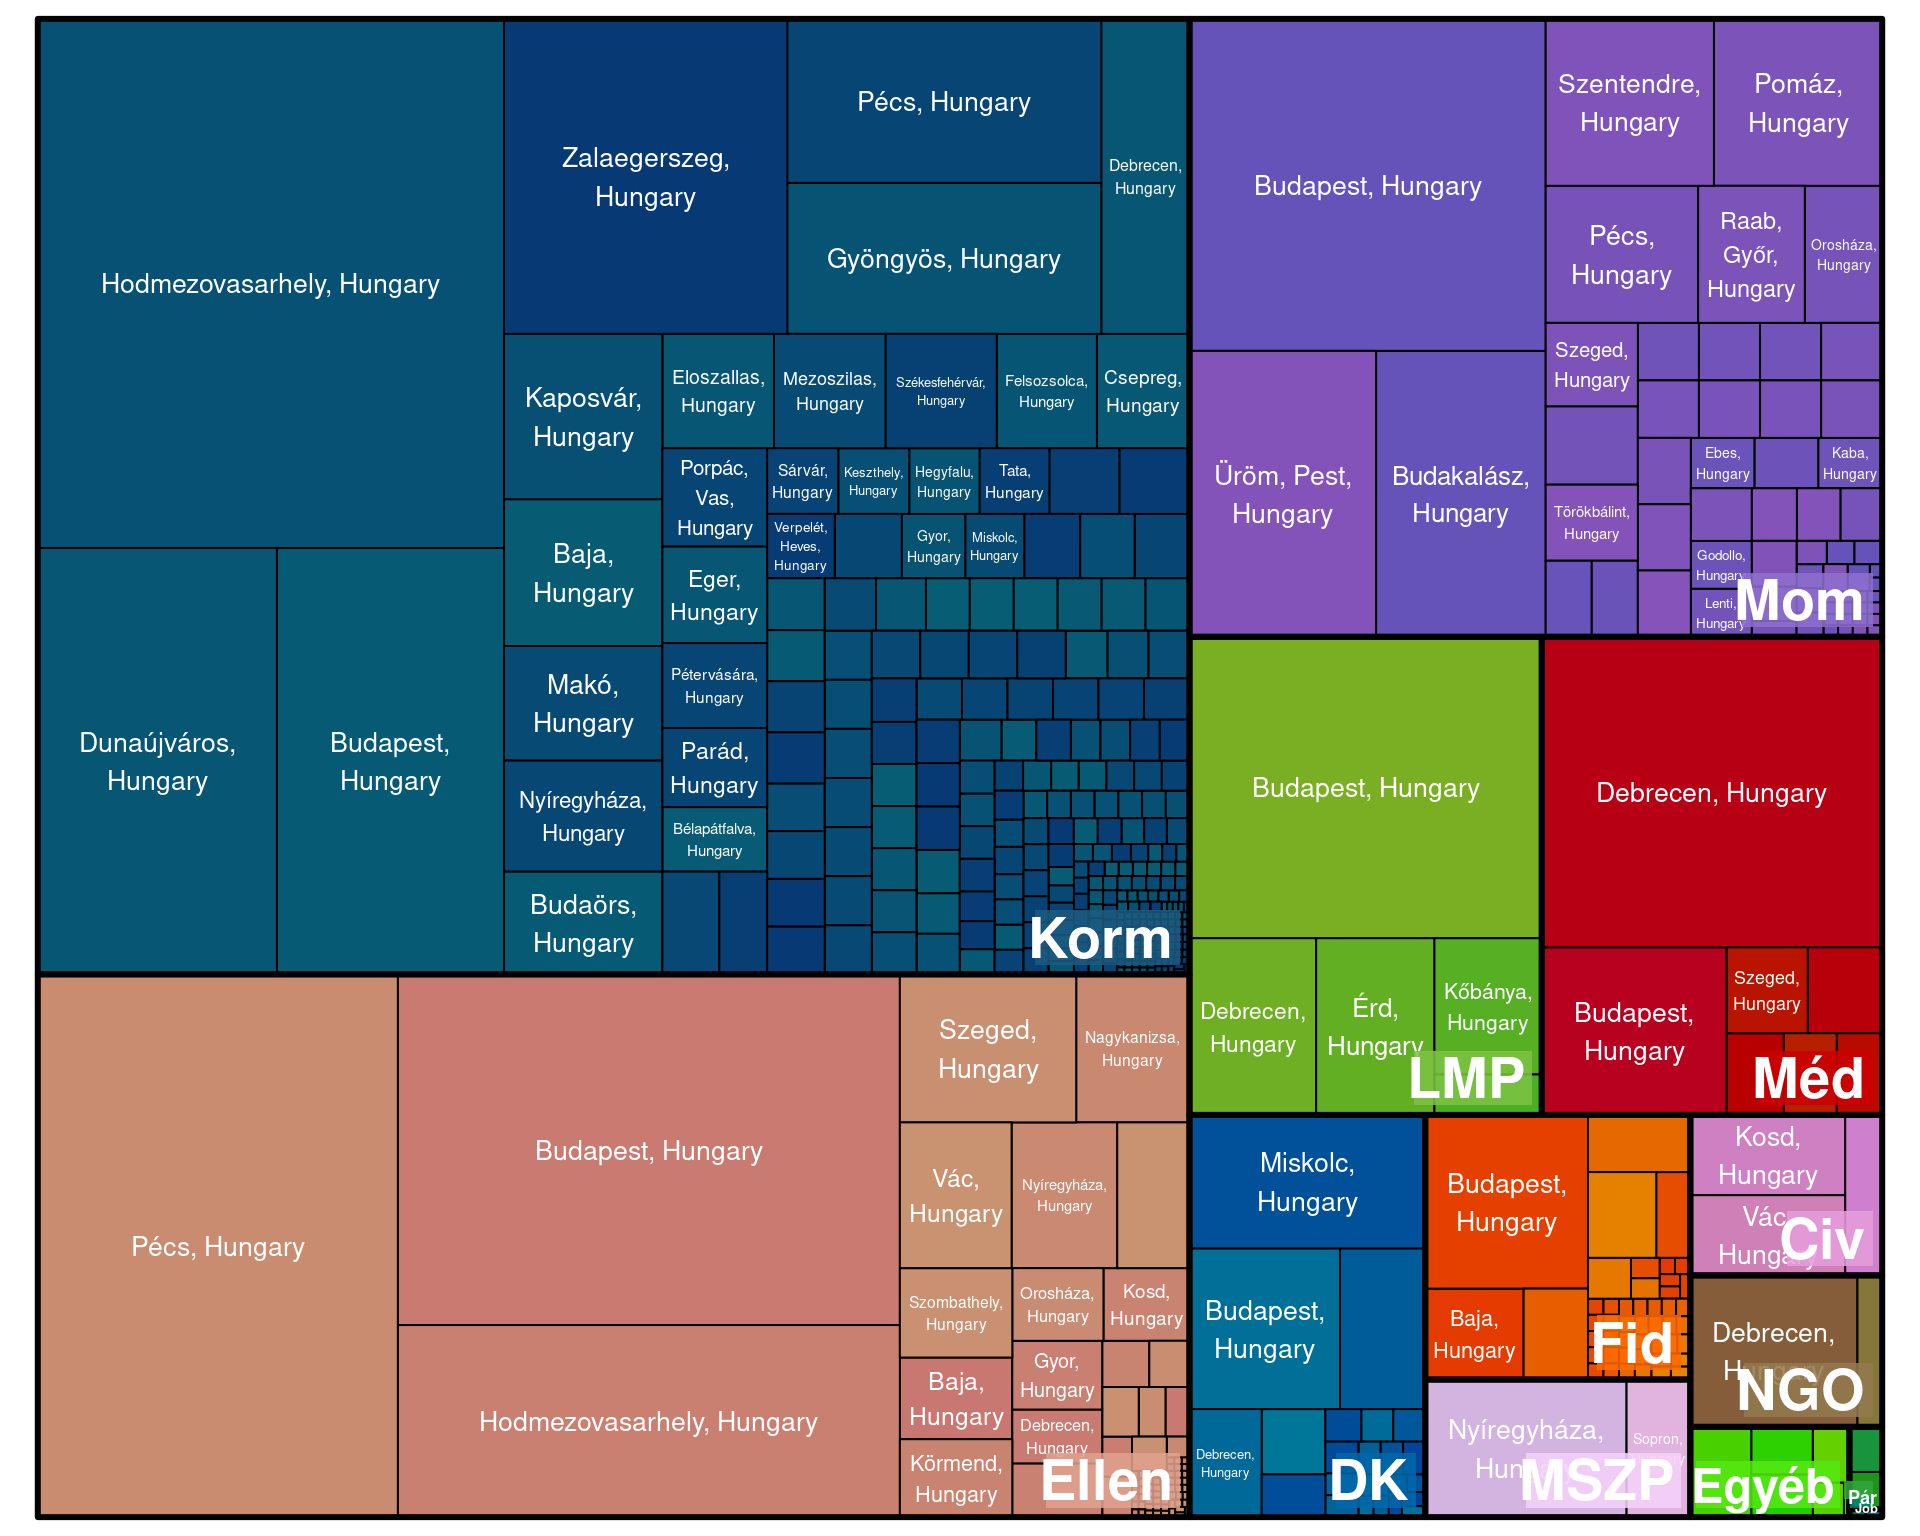 Hodmezovasarhely, Hungary
Dunaújváros,
Hungary
Budapest,
Hungary
Zalaegerszeg,
Hungary
Pécs, Hungary
Gyöngyös, Hungary
Debrecen,
Hungary
Kaposvár,
Hungary
Baja,
Hungary
Makó,
Hungary
Nyíregyháza,
Hungary
Budaörs,
Hungary
Eloszallas,
Hungary
Mezoszilas,
Hungary
Székesfehérvár,
Hungary
Felsozsolca,
Hungary
Csepreg,
Hungary
Porpác,
Vas,
Hungary
Eger,
Hungary
Pétervására,
Hungary
Parád,
Hungary
Bélapátfalva,
Hungary
Sárvár,
Hungary
Keszthely,
Hungary
Hegyfalu,
Hungary
Tata,
Hungary
Verpelét,
Heves,
Hungary
Gyor,
Hungary
Miskolc,
Hungary
Korm
Budapest, Hungary
Üröm, Pest,
Hungary
Budakalász,
Hungary
Szentendre,
Hungary
Pomáz,
Hungary
Pécs,
Hungary
Raab,
Győr,
Hungary
Orosháza,
Hungary
Szeged,
Hungary
Törökbálint,
Hungary
Ebes,
Hungary
Kaba,
Hungary
Godollo,
Hungary
Lenti,
Hungary
Mom
Budapest, Hungary
Debrecen,
Hungary
Érd,
Hungary
Kőbánya,
Hungary
LMP
Debrecen, Hungary
Budapest,
Hungary
Szeged,
Hungary
Méd
Pécs, Hungary
Budapest, Hungary
Hodmezovasarhely, Hungary
Szeged,
Hungary
Nagykanizsa,
Hungary
Vác,
Hungary
Nyíregyháza,
Hungary
Szombathely,
Hungary
Orosháza,
Hungary
Kosd,
Hungary
Baja,
Hungary
Gyor,
Hungary
Debrecen,
Hungary
Körmend,
Hungary
Ellen
Miskolc,
Hungary
Budapest,
Hungary
Debrecen,
Hungary
DK
Budapest,
Hungary
Baja,
Hungary
Fid
Nyíregyháza,
Sopron,
MSZP
Kosd,
Hungary
Vác,
Hungary
Civ
Debrecen,
NGO
Egyéb
Pár
Job